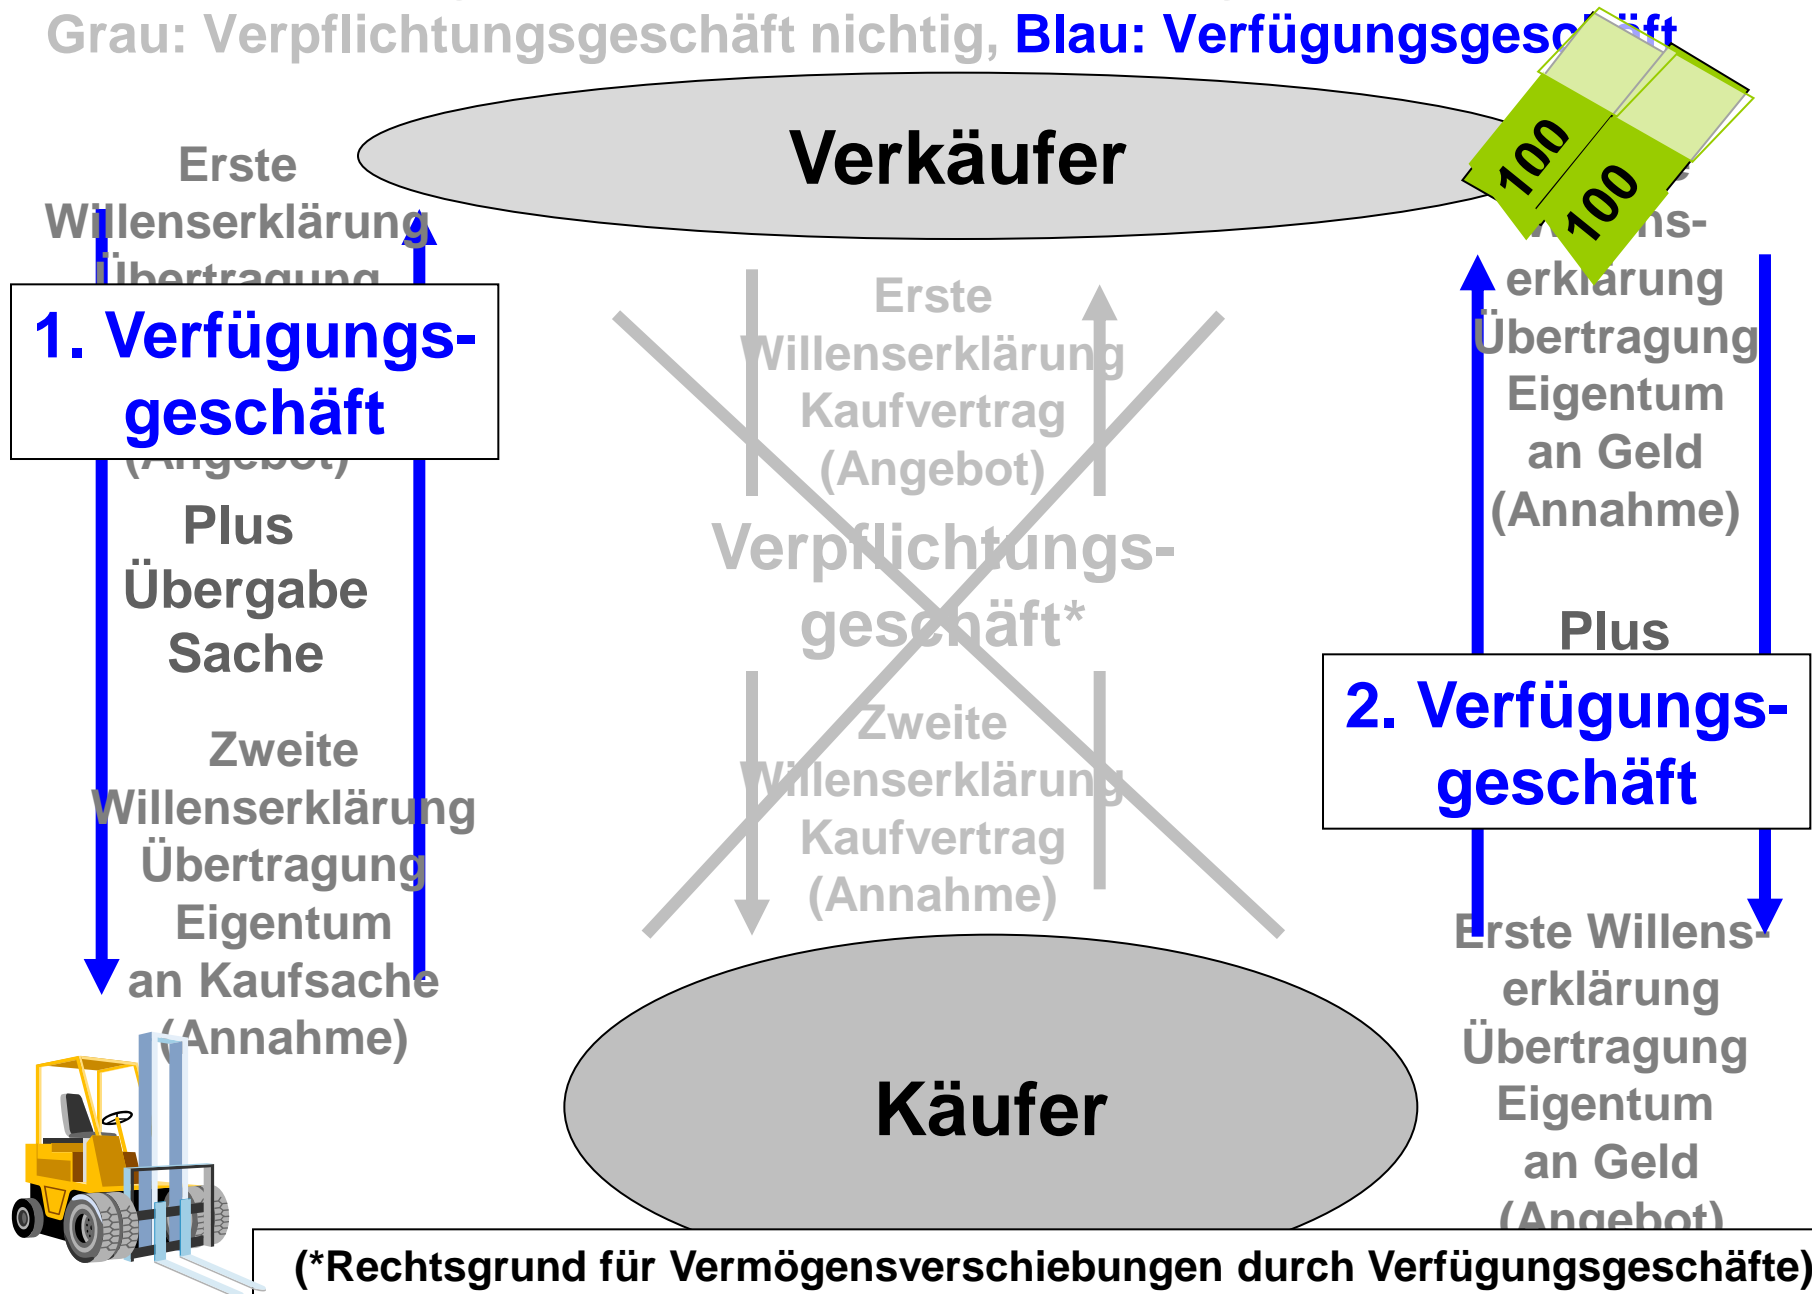 Grau: Verpflichtungsgeschäft nichtig, Blau: Verfügungsgeschäft
Verkäufer
100
100
Erste
Willenserklärung
Übertragung
1. Verfügungs-
geschäft
(Angebot)
Plus
Übergabe
Sache
Zweite
Willenserklärung
Übertragung
Eigentum
an Kaufsache
(Annahme)
Erste
Willenserklärung
Kaufvertrag
(Angebot)
Verpflichtungs-
geschäft*
Zweite
Willenserklärung
Kaufvertrag
(Annahme)
erklärung
Übertragung
Eigentum
an Geld
(Annahme)
Plus
2. Verfügungs-
geschäft
Erste Willens-
erklärung
Übertragung
Eigentum
an Geld
(Angebot)
Käufer
(*Rechtsgrund für Vermögensverschiebungen durch Verfügungsgeschäfte)